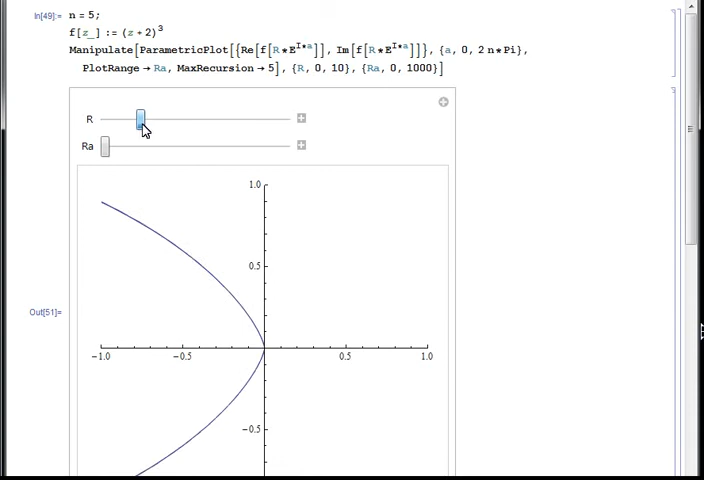 In[49]:= n = 5;
f[z_] := (z + 2)^3
Manipulate[ParametricPlot[{Re[f[R*E^(I*a)]], Im[f[R*E^(I*a)]]}, {a, 0, 2 n*Pi},
PlotRange → Ra, MaxRecursion → 5], {R, 0, 10}, {Ra, 0, 1000}]
R
Ra
1.0
0.5
Out[51]=
-1.0 -0.5 0.5 1.0
-0.5